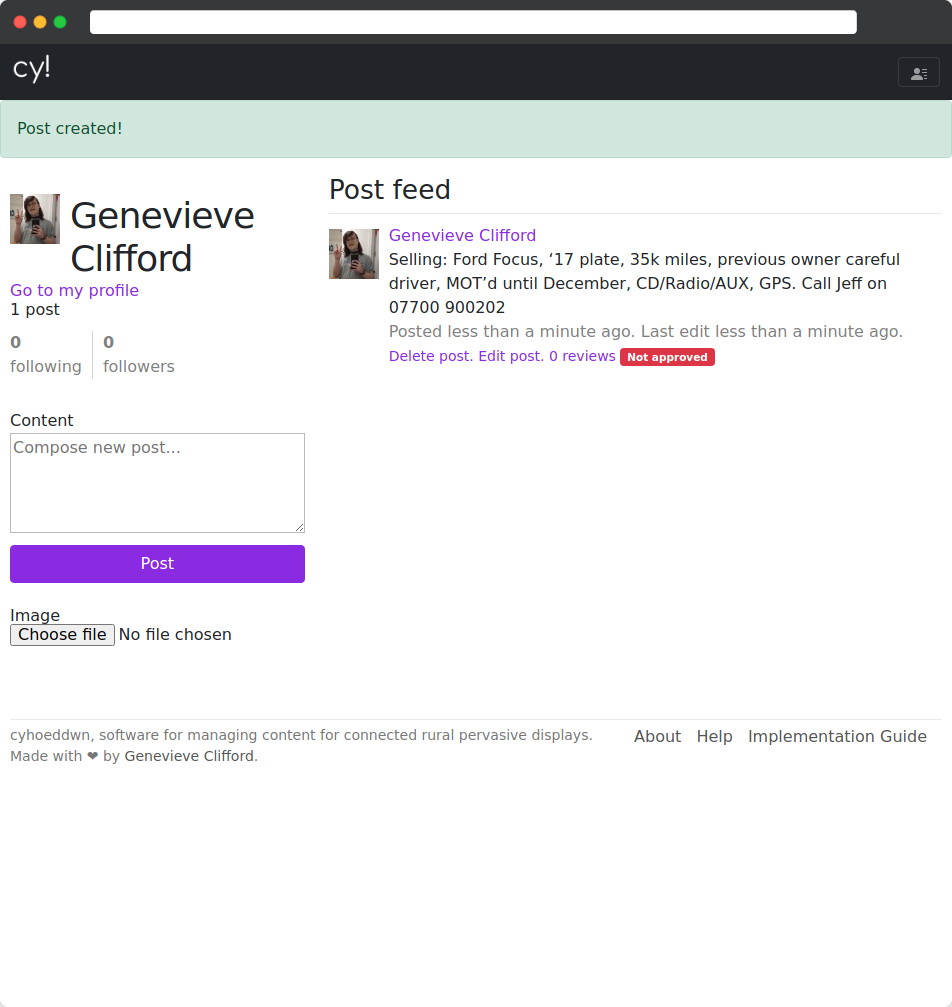 cy!
Post created!
Genevieve
Clifford
Go to my profile
1 post
0
following
0
followers
Content
Compose new post...
Post
Image
Choose file No file chosen
Post feed
Genevieve Clifford
Selling: Ford Focus, ‘17 plate, 35k miles, previous owner careful
driver, MOT’d until December, CD/Radio/AUX, GPS. Call Jeff on
07700 900202
Posted less than a minute ago. Last edit less than a minute ago.
Delete post. Edit post. 0 reviews Not approved
cyhoeddwn, software for managing content for connected rural pervasive displays.
Made with ❤ by Genevieve Clifford.
About Help Implementation Guide